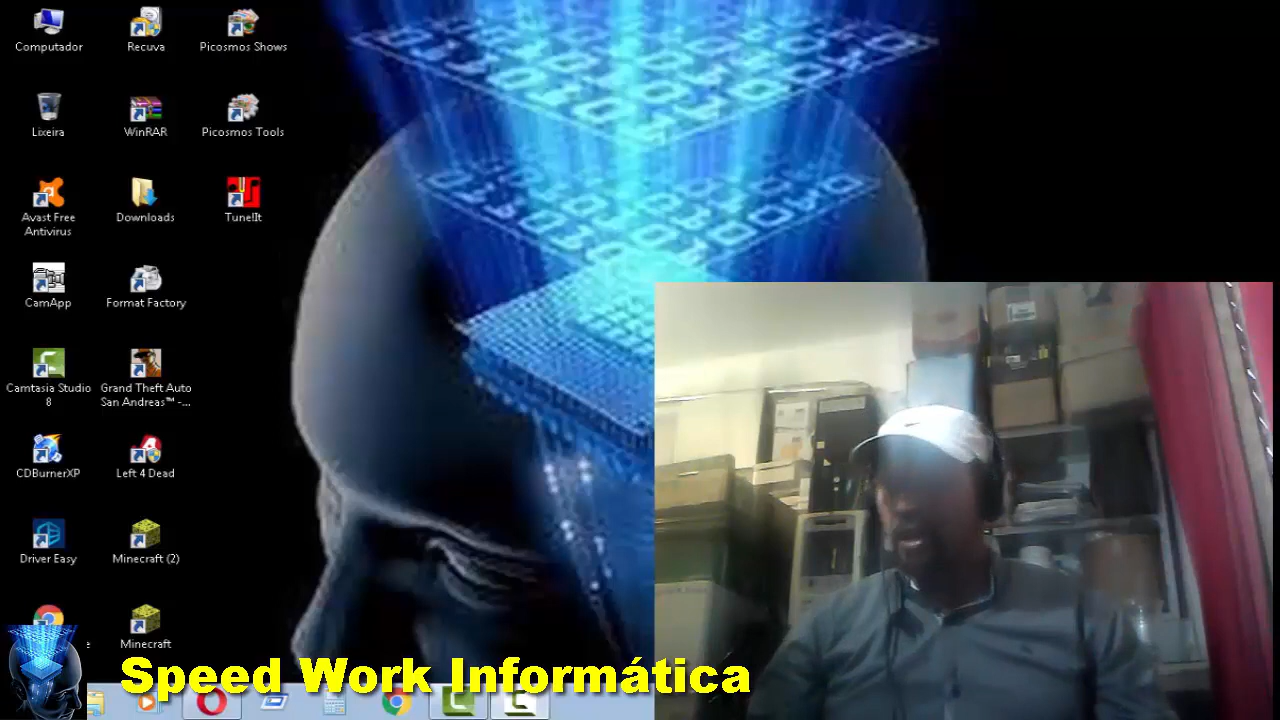 Computador
Recuva
Picosmos Shows
Lixeira
WinRAR
Picosmos Tools
Avast Free
Antivirus
Downloads
TuneIt
CamApp
Format Factory
Camtasia Studio
8
Grand Theft Auto
San Andreas™ -...
CDBurnerXP
Left 4 Dead
Driver Easy
Minecraft (2)
Minecraft
Speed Work Informática